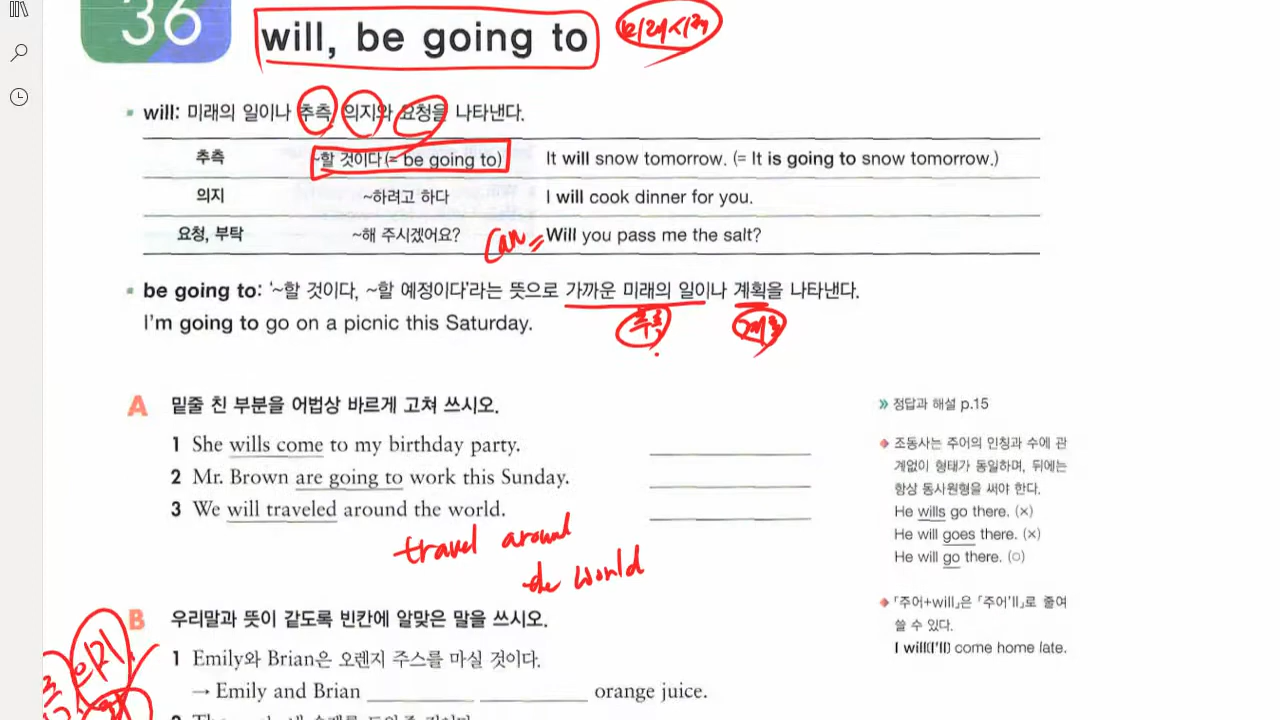 36
will, be going to 미래시제
will: 미래의 일이나 추측, 의지와 요청을 나타낸다.
추측 ~할 것이다(= be going to) It will snow tomorrow. (= It is going to snow tomorrow.)
의지 ~하려고 하다 I will cook dinner for you.
요청, 부탁 ~해 주시겠어요? Can = Will you pass me the salt?
be going to: '~할 것이다, ~할 예정이다'라는 뜻으로 가까운 미래의 일이나 계획을 나타낸다.
I'm going to go on a picnic this Saturday.
추측
계획
A 밑줄 친 부분을 어법상 바르게 고쳐 쓰시오.
1 She wills come to my birthday party.
2 Mr. Brown are going to work this Sunday.
3 We will traveled around the world.
travel around
the world
B 우리말과 뜻이 같도록 빈칸에 알맞은 말을 쓰시오.
1 Emily와 Brian은 오렌지 주스를 마실 것이다.
→ Emily and Brian orange juice.
2
의지
» 정답과 해설 p.15
조동사는 주어의 인칭과 수에 관
계없이 형태가 동일하며, 뒤에는
항상 동사원형을 써야 한다.
He wills go there. (×)
He will goes there. (×)
He will go there. (○)
「주어+will」은 「주어'll」로 줄여
쓸 수 있다.
I will(I'll) come home late.